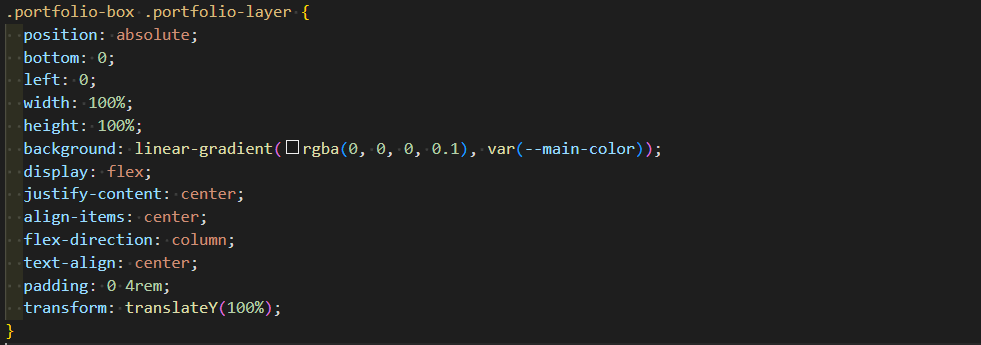 .portfolio-box .portfolio-layer {
position: absolute;
bottom: 0;
left: 0;
width: 100%;
height: 100%;
background: linear-gradient(rgba(0, 0, 0, 0.1), var(--main-color));
display: flex;
justify-content: center;
align-items: center;
flex-direction: column;
text-align: center;
padding: 0 4rem;
transform: translateY(100%);
}